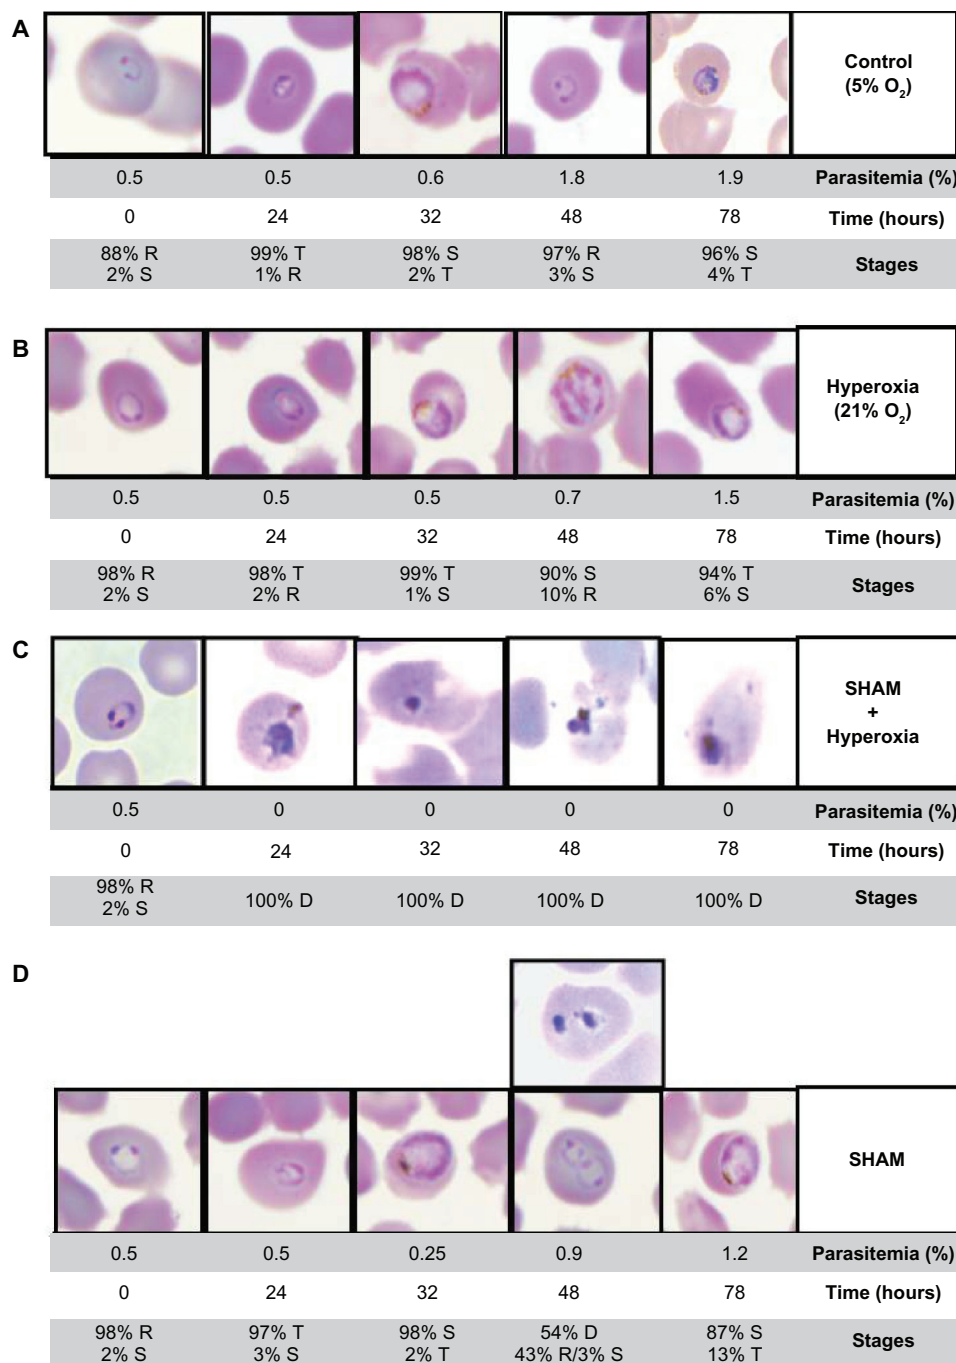 A
Control
(5% O₂)
0.5 0.5 0.6 1.8 1.9 Parasitemia (%)
0 24 32 48 78 Time (hours)
88% R 99% T 98% S 97% R 96% S
2% S 1% R 2% T 3% S 4% T
Stages
B
Hyperoxia
(21% O₂)
0.5 0.5 0.5 0.7 1.5 Parasitemia (%)
0 24 32 48 78 Time (hours)
98% R 98% T 99% T 90% S 94% T
2% S 2% R 1% S 10% R 6% S
Stages
C
SHAM
+
Hyperoxia
0.5 0 0 0 0 Parasitemia (%)
0 24 32 48 78 Time (hours)
98% R
2% S
100% D 100% D 100% D 100% D Stages
D
SHAM
0.5 0.5 0.25 0.9 1.2 Parasitemia (%)
0 24 32 48 78 Time (hours)
98% R 97% T 98% S 54% D 87% S
2% S 3% S 2% T 43% R/3% S 13% T
Stages